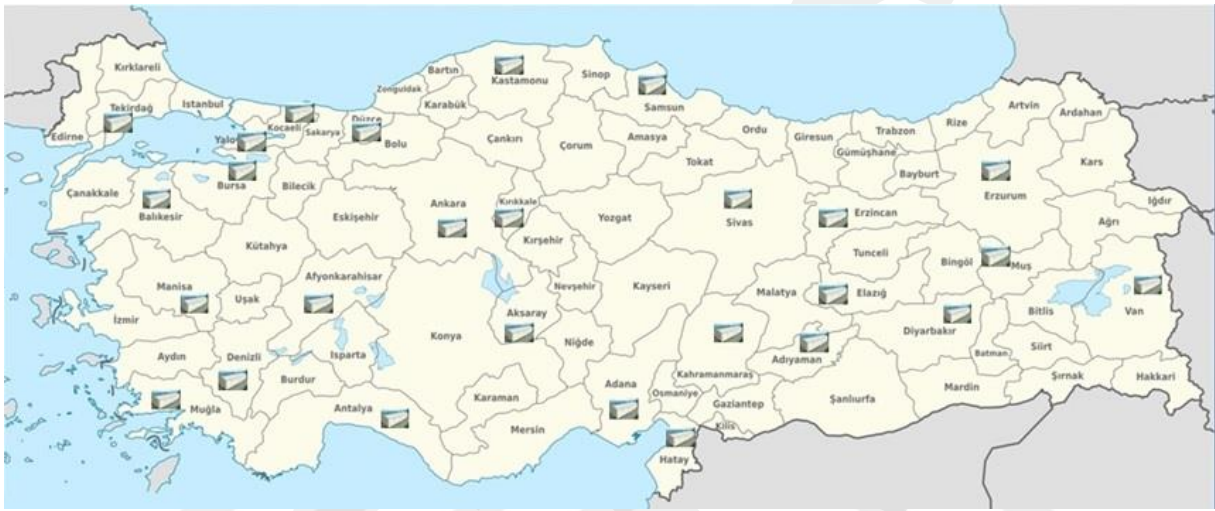 Kırklareli
Tekirdağ
Istanbul
Edirne
Kocaeli
Sakarya
Yalo
Düzce
Bolu
Zonguldak
Bartın
Karabük
Kastamonu
Sinop
Samsun
Çankırı
Çorum
Amasya
Ordu
Tokat
Giresun
Trabzon
Gümüşhane
Bayburt
Rize
Artvin
Ardahan
Kars
Erzurum
Iğdır
Ağrı
Çanakkale
Balıkesir
Bursa
Bilecik
Eskişehir
Ankara
Kırıkkale
Kırşehir
Yozgat
Sivas
Erzincan
Tunceli
Bingöl
Muş
Kütahya
Manisa
Uşak
Afyonkarahisar
İzmir
Aydın
Denizli
Isparta
Burdur
Muğla
Antalya
Konya
Aksaray
Nevşehir
Kayseri
Niğde
Karaman
Mersin
Adana
Osmaniye
Kahramanmaraş
Malatya
Elazığ
Adıyaman
Gaziantep
Kilis
Hatay
Şanlıurfa
Diyarbakır
Batman
Mardin
Bitlis
Siirt
Şırnak
Van
Hakkari